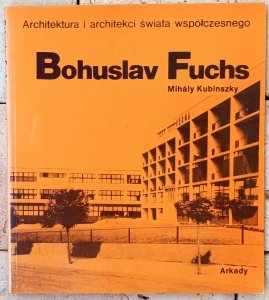 Architektura i architekci świata współczesnego
Bohuslav Fuchs
Mihály Kubinszky
Arkady